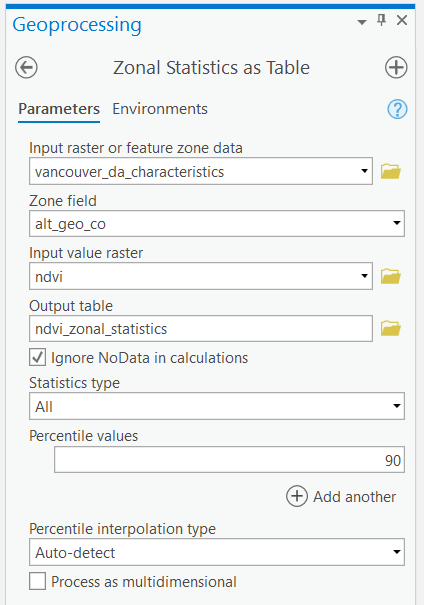 Geoprocessing
Zonal Statistics as Table
Parameters Environments ?
Input raster or feature zone data
vancouver_da_characteristics
Zone field
alt_geo_co
Input value raster
ndvi
Output table
ndvi_zonal_statistics
Ignore NoData in calculations
Statistics type
All
Percentile values
90
Add another
Percentile interpolation type
Auto-detect
Process as multidimensional